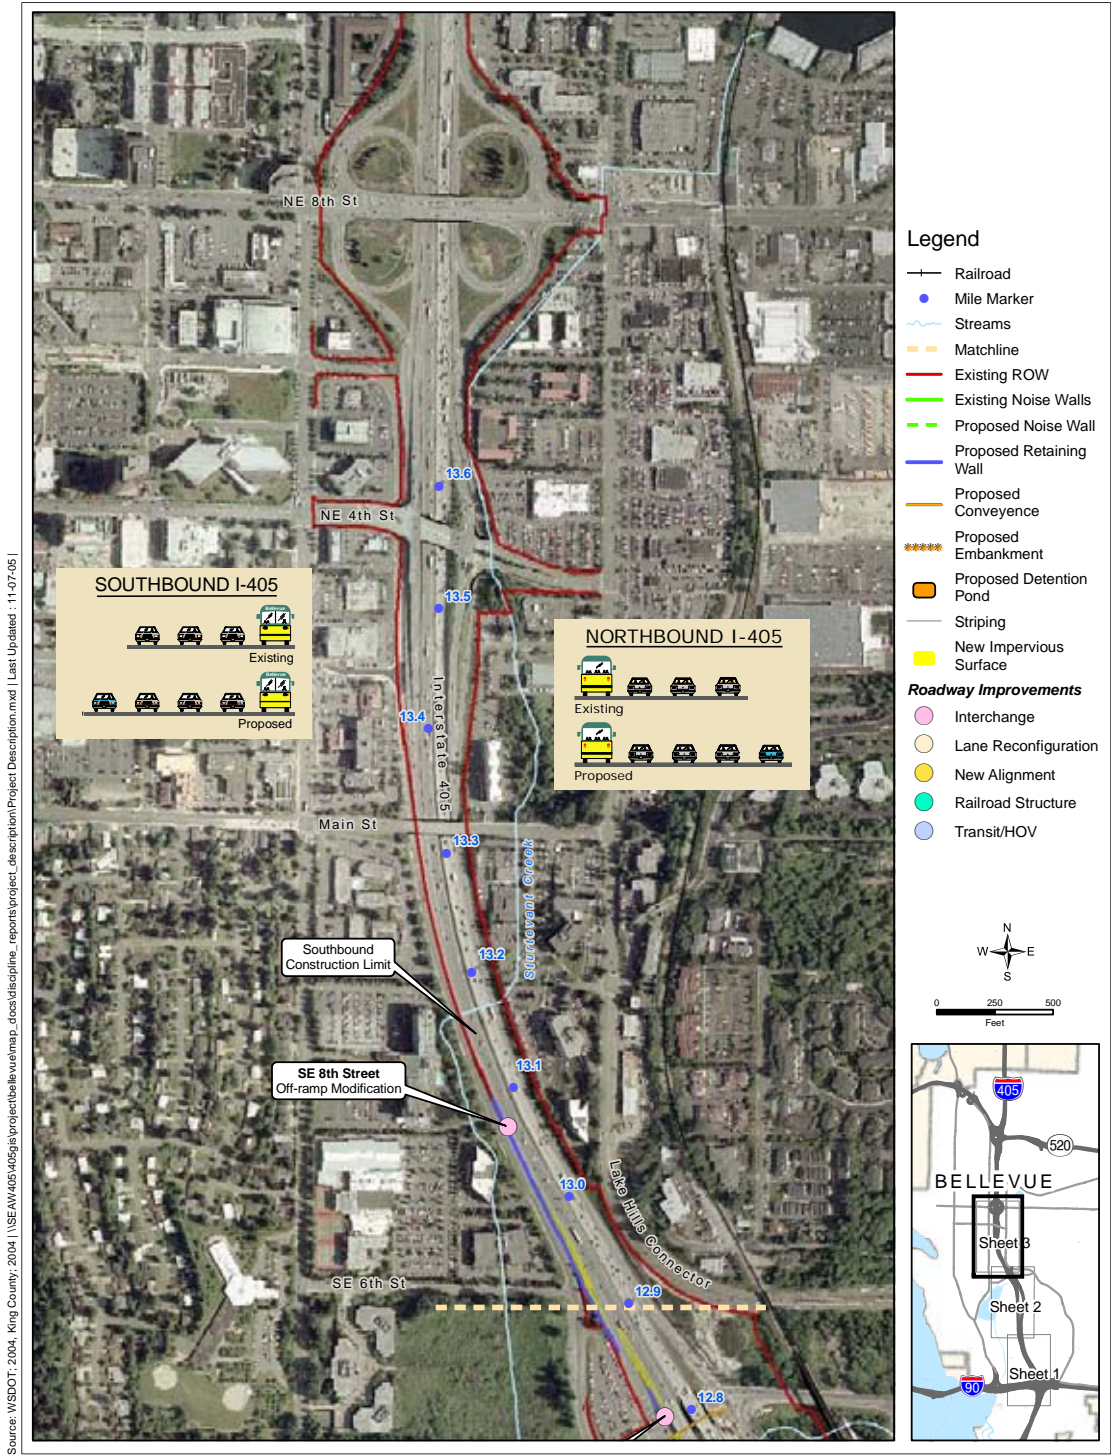 NE 8th St
13.6
NE 4th St
SOUTHBOUND I-405
Bellevue
Existing
Bellevue
Proposed
13.5
NORTHBOUND I-405
Existing
Proposed
13.4
Interstate 405
Main St
13.3
Sturtevant Creek
13.2
Southbound
Construction Limit
13.1
SE 8th Street
Off-ramp Modification
13.0
Lake Hills Connector
SE 6th St
12.9
12.8
Legend
Railroad
Mile Marker
Streams
Matchline
Existing ROW
Existing Noise Walls
Proposed Noise Wall
Proposed Retaining
Wall
Proposed
Conveyence
Proposed
Embankment
Proposed Detention
Pond
Striping
New Impervious
Surface
Roadway Improvements
Interchange
Lane Reconfiguration
New Alignment
Railroad Structure
Transit/HOV
N
W E
S
0 250 500
Feet
405
520
BELLEVUE
Sheet 3
Sheet 2
Sheet 1
90
Source: WSDOT; 2004, King County; 2004 | \\SEAW405\405gis\project\bellevue\map_docs\discipline_reports\project_description\Project Description.mxd | Last Updated : 11-07-05 |